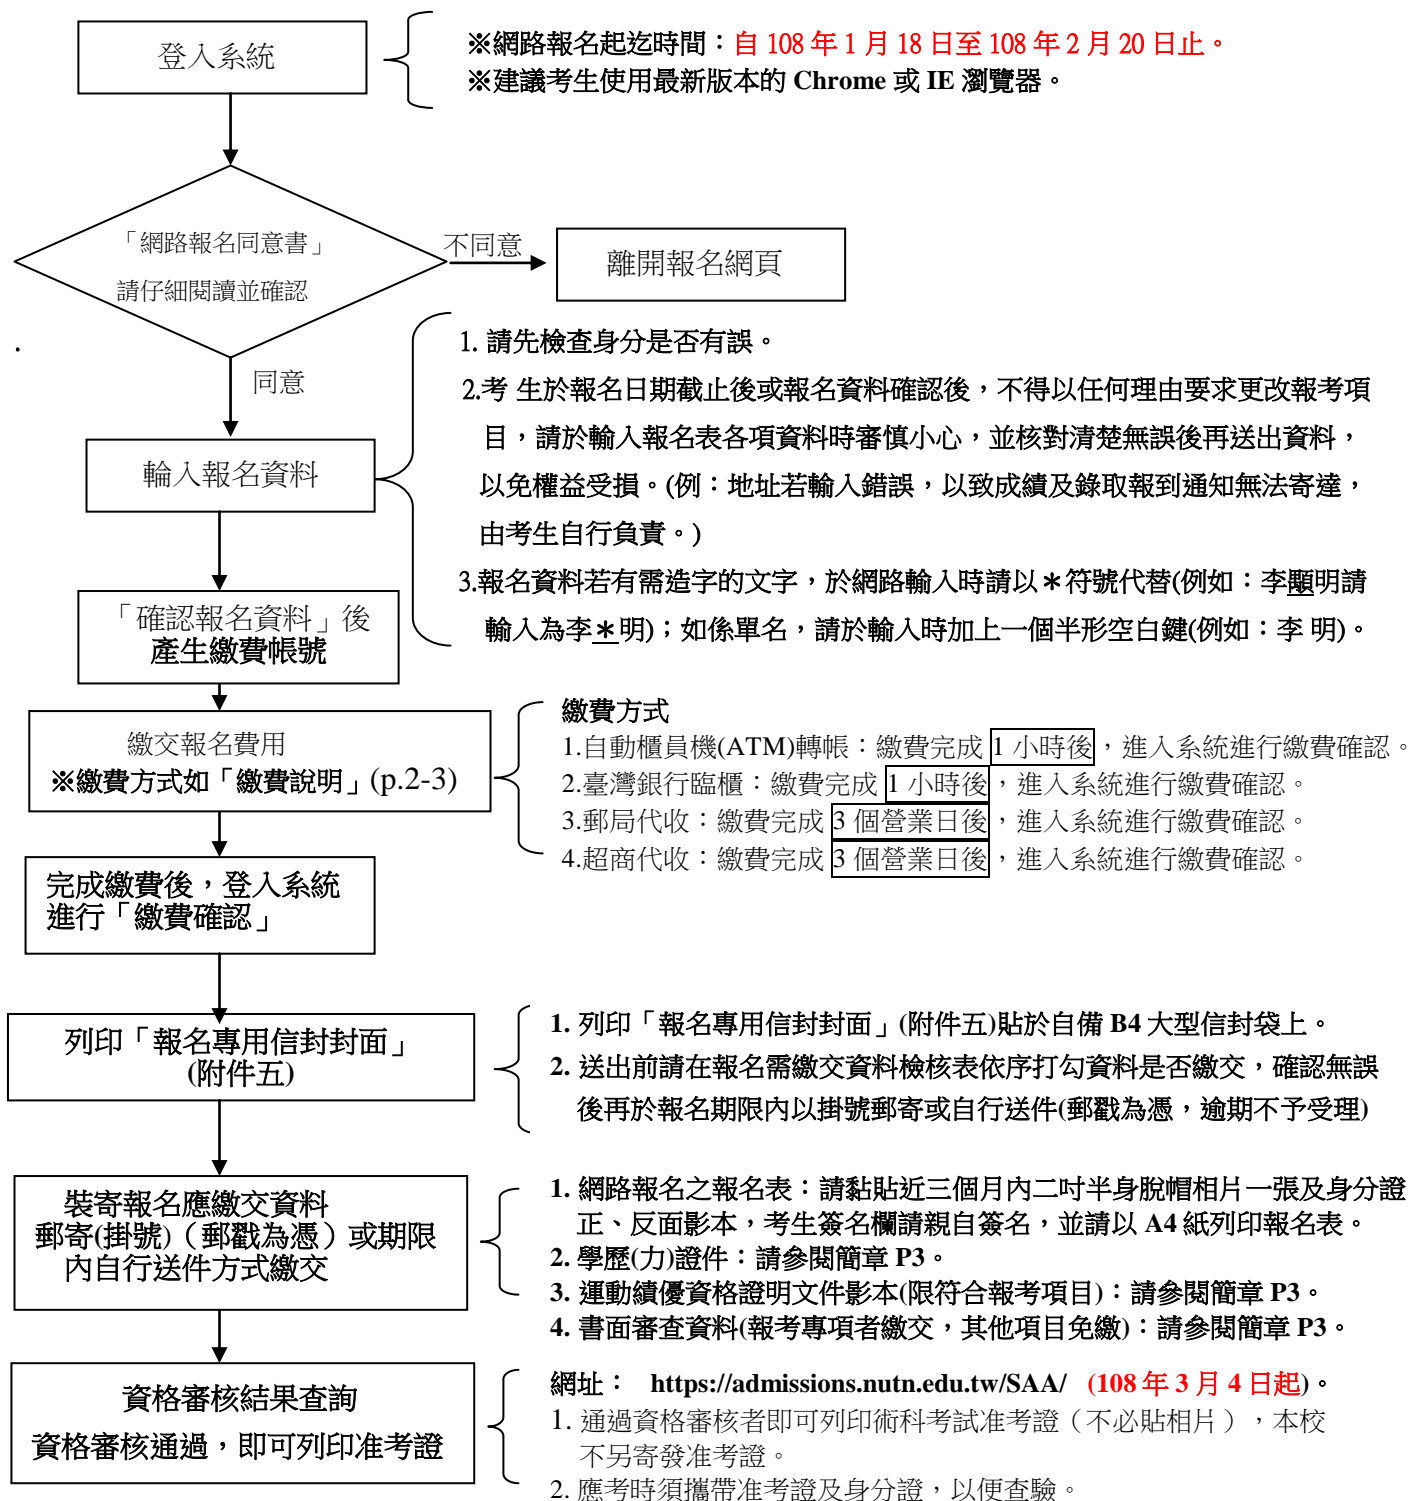 登入系統
※網路報名起迄時間：自 108 年 1 月 18 日至 108 年 2 月 20 日止。
※建議考生使用最新版本的 Chrome 或 IE 瀏覽器。
「網路報名同意書」
請仔細閱讀並確認
不同意
離開報名網頁
.
同意
輸入報名資料
1. 請先檢查身分是否有誤。
2.考 生於報名日期截止後或報名資料確認後，不得以任何理由要求更改報考項
目，請於輸入報名表各項資料時審慎小心，並核對清楚無誤後再送出資料，
以免權益受損。(例：地址若輸入錯誤，以致成績及錄取報到通知無法寄達，
由考生自行負責。)
3.報名資料若有需造字的文字，於網路輸入時請以＊符號代替(例如：李顯明請
輸入為李＊明)；如係單名，請於輸入時加上一個半形空白鍵(例如：李 明)。
「確認報名資料」後
產生繳費帳號
繳交報名費用
※繳費方式如「繳費說明」(p.2-3)
繳費方式
1.自動櫃員機(ATM)轉帳：繳費完成 1 小時後，進入系統進行繳費確認。
2.臺灣銀行臨櫃：繳費完成 1 小時後，進入系統進行繳費確認。
3.郵局代收：繳費完成 3 個營業日後，進入系統進行繳費確認。
4.超商代收：繳費完成 3 個營業日後，進入系統進行繳費確認。
完成繳費後，登入系統
進行「繳費確認」
列印「報名專用信封封面」
(附件五)
1. 列印「報名專用信封封面」(附件五)貼於自備 B4 大型信封袋上。
2. 送出前請在報名需繳交資料檢核表依序打勾資料是否繳交，確認無誤
後再於報名期限內以掛號郵寄或自行送件(郵戳為憑，逾期不予受理)
裝寄報名應繳交資料
郵寄(掛號)（郵戳為憑）或期限
內自行送件方式繳交
1. 網路報名之報名表：請黏貼近三個月內二吋半身脫帽相片一張及身分證
正、反面影本，考生簽名欄請親自簽名，並請以 A4 紙列印報名表。
2. 學歷(力)證件：請參閱簡章 P3。
3. 運動績優資格證明文件影本(限符合報考項目)：請參閱簡章 P3。
4. 書面審查資料(報考專項者繳交，其他項目免繳)：請參閱簡章 P3。
資格審核結果查詢
資格審核通過，即可列印准考證
網址： https://admissions.nutn.edu.tw/SAA/ (108 年 3 月 4 日起)。
1. 通過資格審核者即可列印術科考試准考證（不必貼相片），本校
不另寄發准考證。
2. 應考時須攜帶准考證及身分證，以便查驗。